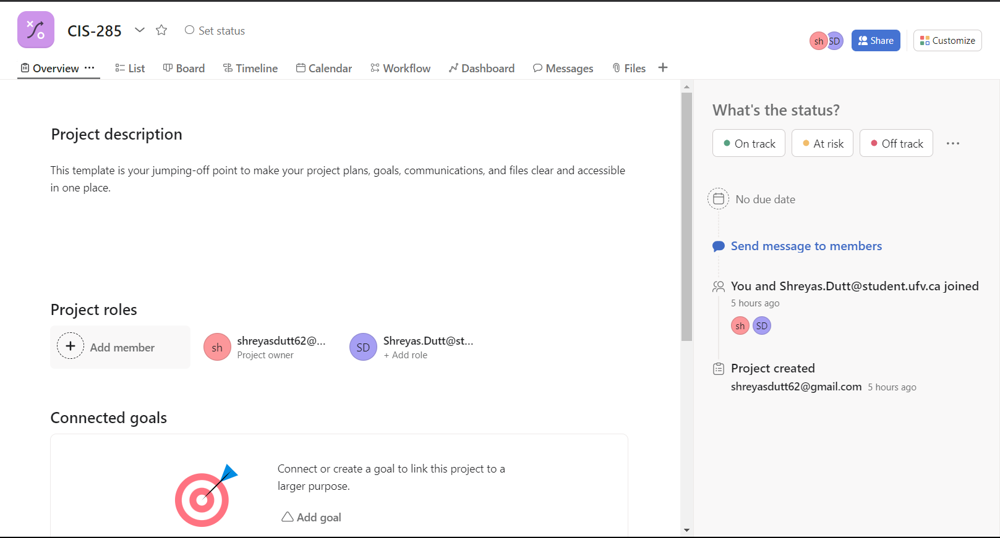 CIS-285
Set status
sh
SD
Share
Customize
Overview
List
Board
Timeline
Calendar
Workflow
Dashboard
Messages
Files
Project description
This template is your jumping-off point to make your project plans, goals, communications, and files clear and accessible
in one place.
Project roles
Add member
sh
shreyasdutt62@...
Project owner
SD
Shreyas.Dutt@st...
+ Add role
Connected goals
Connect or create a goal to link this project to a
larger purpose.
Add goal
What's the status?
On track
At risk
Off track
No due date
Send message to members
You and Shreyas.Dutt@student.ufv.ca joined
5 hours ago
sh
SD
Project created
shreyasdutt62@gmail.com 5 hours ago